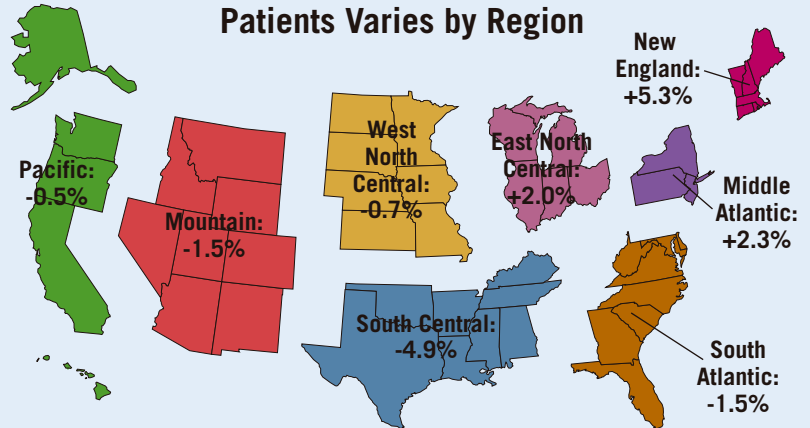 Patients Varies by Region
New
England:
+5.3%
West
North
Central:
-0.7%
East North
Central:
+2.0%
Pacific:
-0.5%
Mountain:
-1.5%
Middle
Atlantic:
+2.3%
South Central:
-4.9%
South
Atlantic:
-1.5%